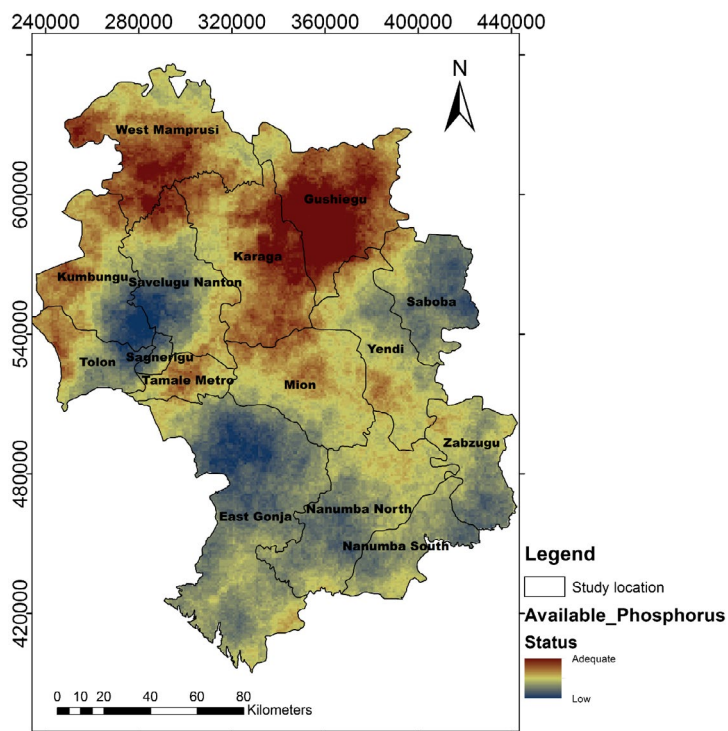 240000 280000 320000 360000 400000 440000
N
West Mamprusi
600000
Gushiegu
Karaga
Kumbungu
Savelugu Nanton
Saboba
540000
Yendi
Sagnerigu
Tolon
Tamale Metro
Mion
Zabzugu
480000
Nanumba North
East Gonja
Nanumba South
Legend
Study location
Available_Phosphorus
420000
Status
Adequate
Low
0 10 20 40 60 80
Kilometers